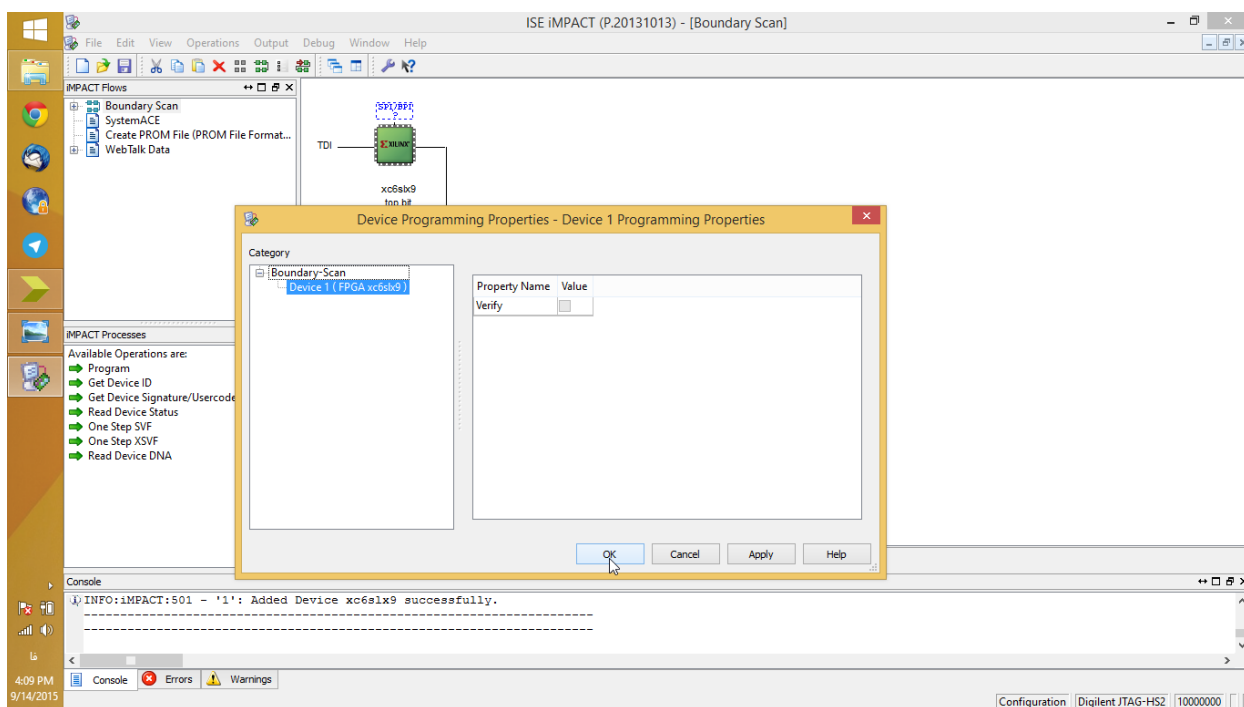 ISE iMPACT (P.20131013) - [Boundary Scan]
File Edit View Operations Output Debug Window Help
iMPACT Flows
Boundary Scan
SystemACE
Create PROM File (PROM File Format...
WebTalk Data
SPI/BPI
?
TDI
XILINX
xc6slx9
top.bit
Device Programming Properties - Device 1 Programming Properties
Category
Boundary-Scan
Device 1 ( FPGA xc6slx9 )
Property Name Value
Verify
iMPACT Processes
Available Operations are:
Program
Get Device ID
Get Device Signature/Usercode
Read Device Status
One Step SVF
One Step XSVF
Read Device DNA
OK Cancel Apply Help
Console
INFO:iMPACT:501 - '1': Added Device xc6slx9 successfully.
----------------------------------------------------------------------
----------------------------------------------------------------------
Console Errors Warnings
فا
4:09 PM
9/14/2015
Configuration Digilent JTAG-HS2 10000000